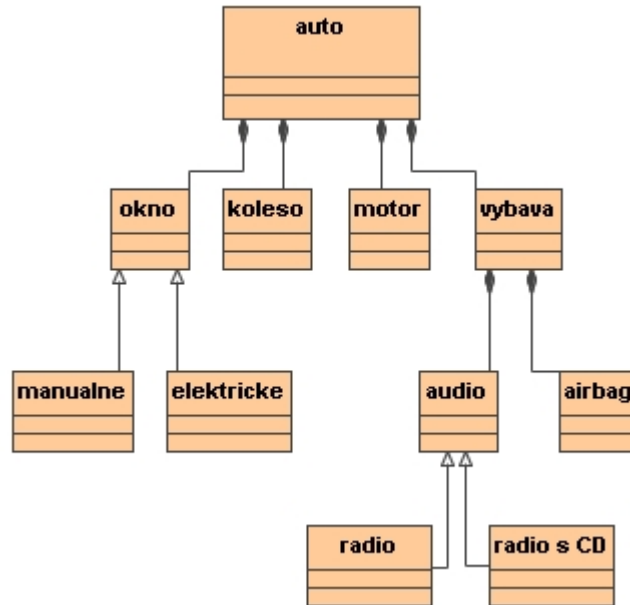 auto
okno
koleso
motor
vybava
manualne
elektricke
audio
airbag
radio
radio s CD